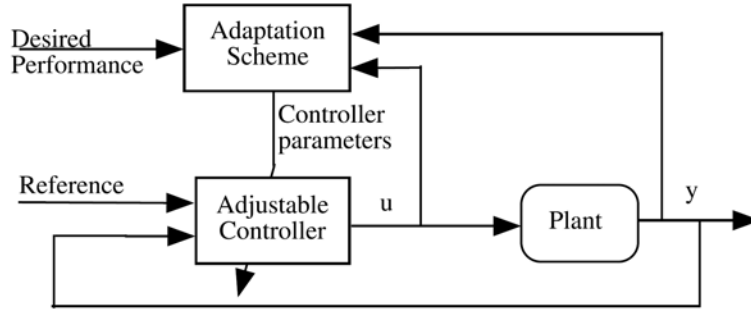 Desired
Performance
Adaptation
Scheme
Controller
parameters
Reference
Adjustable
Controller
u
Plant
y